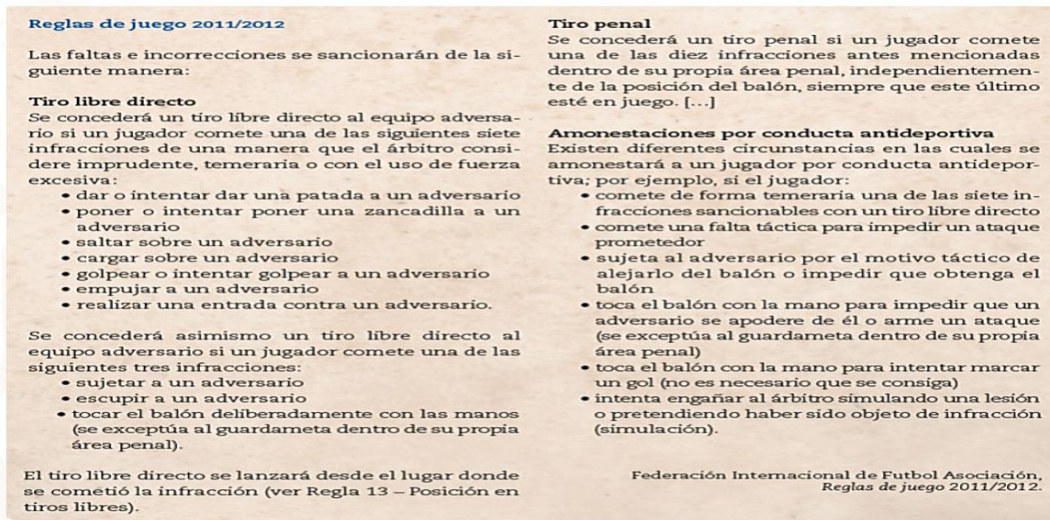 Reglas de juego 2011/2012
Las faltas e incorrecciones se sancionarán de la si-
guiente manera:
Tiro libre directo
Se concederá un tiro libre directo al equipo adversa-
rio si un jugador comete una de las siguientes siete
infracciones de una manera que el árbitro consi-
dere imprudente, temeraria o con el uso de fuerza
excesiva:
• dar o intentar dar una patada a un adversario
• poner o intentar poner una zancadilla a un
adversario
• saltar sobre un adversario
• cargar sobre un adversario
• golpear o intentar golpear a un adversario
• empujar a un adversario
• realizar una entrada contra un adversario.
Se concederá asimismo un tiro libre directo al
equipo adversario si un jugador comete una de las
siguientes tres infracciones:
• sujetar a un adversario
• escupir a un adversario
• tocar el balón deliberadamente con las manos
(se exceptúa al guardameta dentro de su propia
área penal).
El tiro libre directo se lanzará desde el lugar donde
se cometió la infracción (ver Regla 13 – Posición en
tiros libres).
Tiro penal
Se concederá un tiro penal si un jugador comete
una de las diez infracciones antes mencionadas
dentro de su propia área penal, independientemen-
te de la posición del balón, siempre que este último
esté en juego. [...]
Amonestaciones por conducta antideportiva
Existen diferentes circunstancias en las cuales se
amonestará a un jugador por conducta antidepor-
tiva; por ejemplo, si el jugador:
• comete de forma temeraria una de las siete in-
fracciones sancionables con un tiro libre directo
• comete una falta táctica para impedir un ataque
prometedor
• sujeta al adversario por el motivo táctico de
alejarlo del balón o impedir que obtenga el
balón
• toca el balón con la mano para impedir que un
adversario se apodere de él o arme un ataque
(se exceptúa al guardameta dentro de su propia
área penal)
• toca el balón con la mano para intentar marcar
un gol (no es necesario que se consiga)
• intenta engañar al árbitro simulando una lesión
o pretendiendo haber sido objeto de infracción
(simulación).
Federación Internacional de Futbol Asociación,
Reglas de juego 2011/2012.